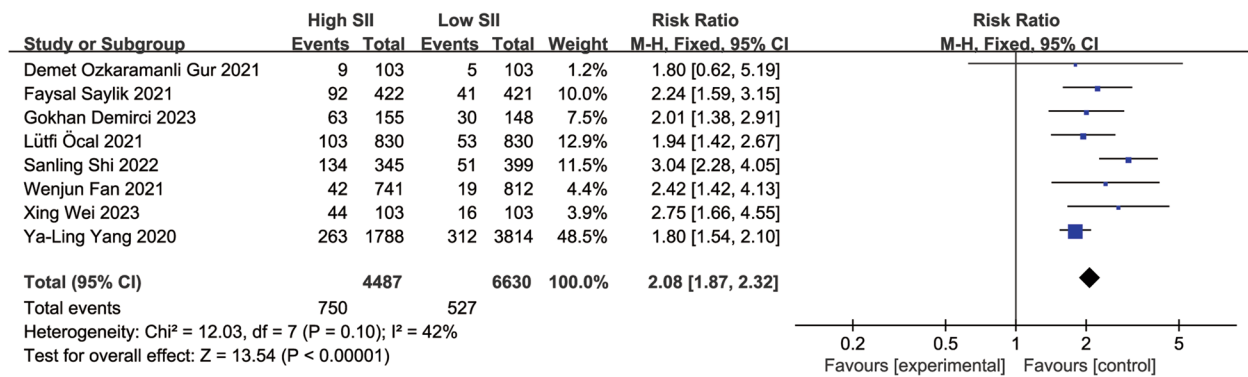 High SII Low SII Risk Ratio Risk Ratio
Study or Subgroup Events Total Events Total Weight M-H, Fixed, 95% CI M-H, Fixed, 95% CI
Demet Ozkaramanli Gur 2021 9 103 5 103 1.2% 1.80 [0.62, 5.19]
Faysal Saylik 2021 92 422 41 421 10.0% 2.24 [1.59, 3.15]
Gokhan Demirci 2023 63 155 30 148 7.5% 2.01 [1.38, 2.91]
Lütfi Öcal 2021 103 830 53 830 12.9% 1.94 [1.42, 2.67]
Sanling Shi 2022 134 345 51 399 11.5% 3.04 [2.28, 4.05]
Wenjun Fan 2021 42 741 19 812 4.4% 2.42 [1.42, 4.13]
Xing Wei 2023 44 103 16 103 3.9% 2.75 [1.66, 4.55]
Ya-Ling Yang 2020 263 1788 312 3814 48.5% 1.80 [1.54, 2.10]
Total (95% CI) 4487 6630 100.0% 2.08 [1.87, 2.32]
Total events 750 527
Heterogeneity: Chi² = 12.03, df = 7 (P = 0.10); I² = 42%
Test for overall effect: Z = 13.54 (P < 0.00001)
0.2 0.5 1 2 5
Favours [experimental] Favours [control]